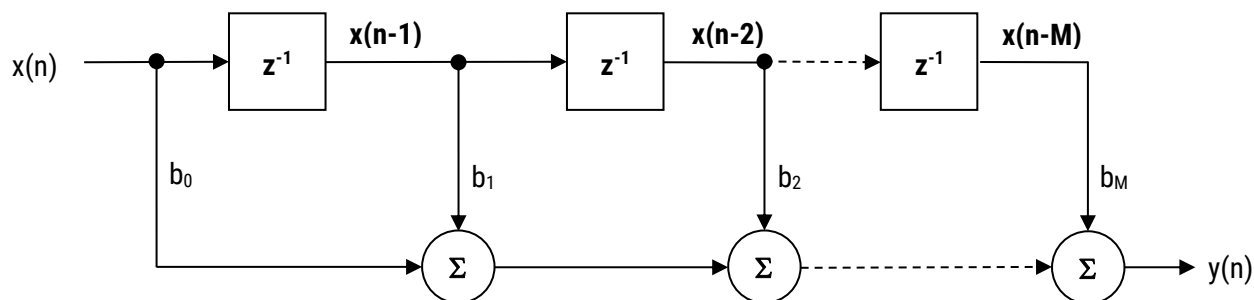 x(n-1) x(n-2) x(n-M)
x(n) z⁻¹ z⁻¹ z⁻¹
b₀ b₁ b₂ b_M
Σ Σ Σ y(n)